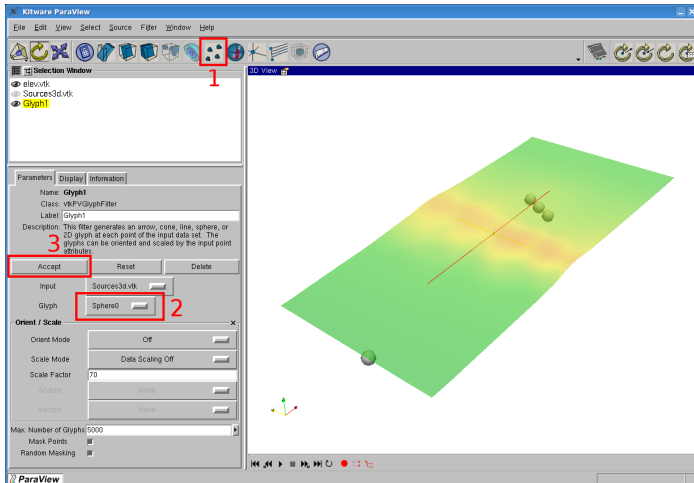 Kitware ParaView
File Edit View Select Source Filter Window Help
1
Selection Window
3D View
elev.vtk
Sources3d.vtk
Glyph1
Parameters Display Information
Name: Glyph1
Class: vtkPVGlyphFilter
Label: Glyph1
Description: This filter generates an arrow, cone, line, sphere, or
2D glyph at each point of the input data set. The
glyphs can be oriented and scaled by the input point
attributes.
3
Accept Reset Delete
Input Sources3d.vtk
Glyph Sphere0
2
Orient / Scale
Orient Mode Off
Scale Mode Data Scaling Off
Scale Factor 70
Scalars None
Vectors None
Max. Number of Glyphs 5000
Mask Points
Random Masking
ParaView